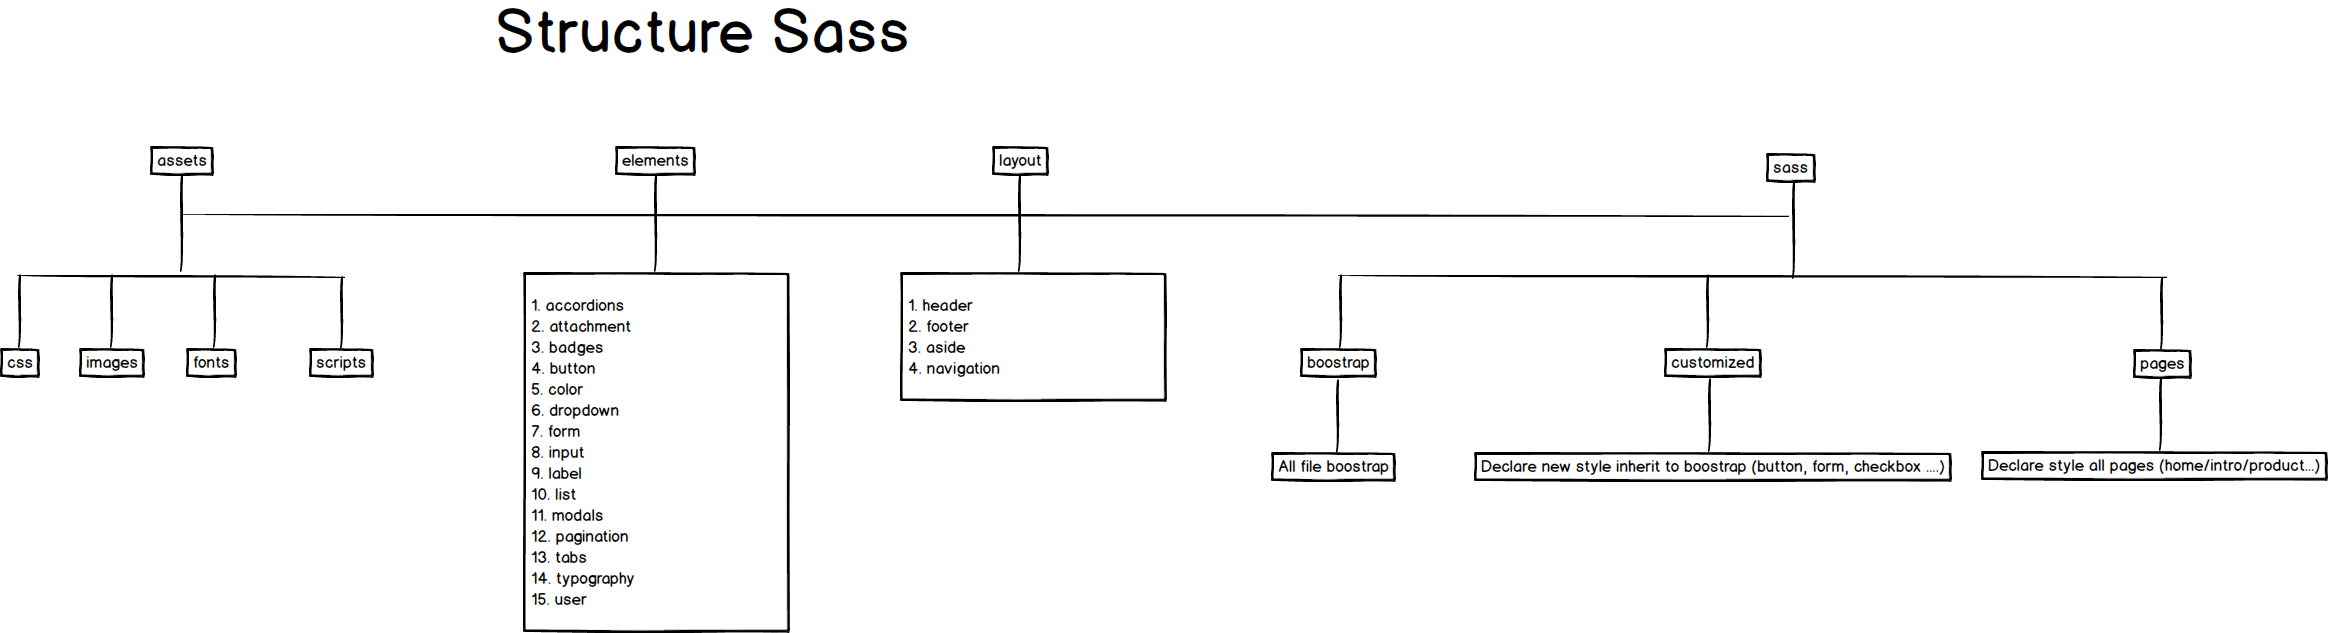 Structure Sass
assets
elements
layout
sass
css
images
fonts
scripts
1. accordions
2. attachment
3. badges
4. button
5. color
6. dropdown
7. form
8. input
9. label
10. list
11. modals
12. pagination
13. tabs
14. typography
15. user
1. header
2. footer
3. aside
4. navigation
boostrap
customized
pages
All file boostrap
Declare new style inherit to boostrap (button, form, checkbox ....)
Declare style all pages (home/intro/product...)